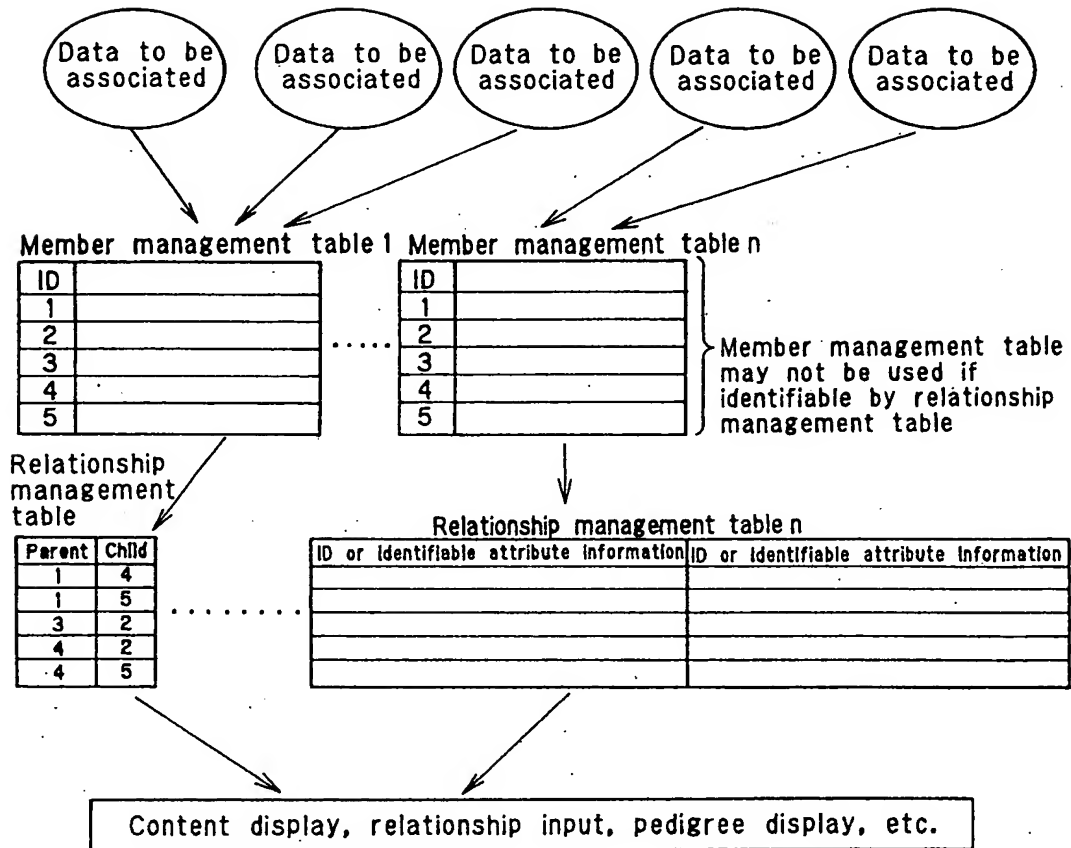 Data to be associated
Data to be associated
Data to be associated
Data to be associated
Data to be associated
Member management table 1
Member management table n
ID
1
2
3
4
5
.....
ID
1
2
3
4
5
Member management table
may not be used if
identifiable by relationship
management table
Relationship
management
table
Parent Child
1 4
1 5
3 2
4 2
4 5
........
Relationship management table n
ID or identifiable attribute information ID or identifiable attribute information
Content display, relationship input, pedigree display, etc.